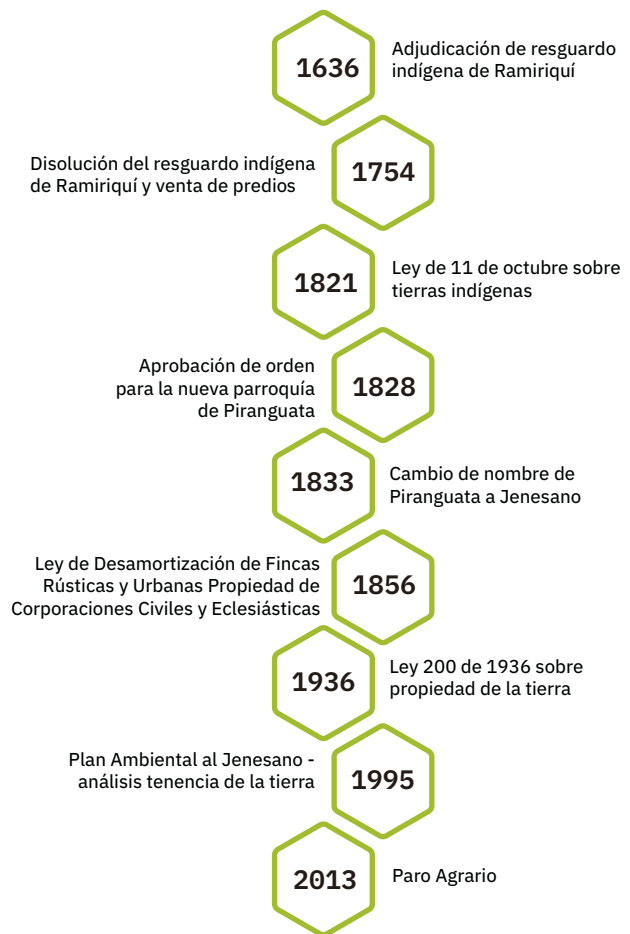 1636
Adjudicación de resguardo
indígena de Ramiriquí
Disolución del resguardo indígena
de Ramiriquí y venta de predios
1754
1821
Ley de 11 de octubre sobre
tierras indígenas
Aprobación de orden
para la nueva parroquía
de Piranguata
1828
1833
Cambio de nombre de
Piranguata a Jenesano
Ley de Desamortización de Fincas
Rústicas y Urbanas Propiedad de
Corporaciones Civiles y Eclesiásticas
1856
1936
Ley 200 de 1936 sobre
propiedad de la tierra
Plan Ambiental al Jenesano -
análisis tenencia de la tierra
1995
2013
Paro Agrario